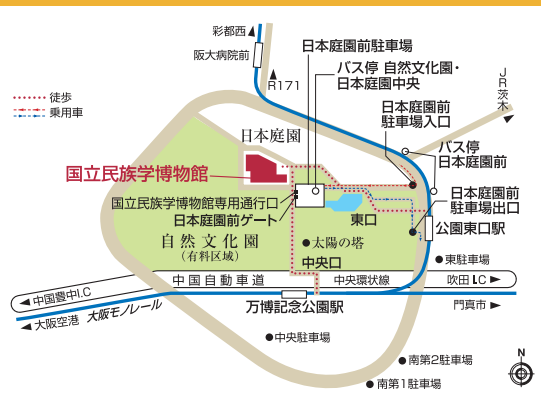 彩都西▲
阪大病院前
日本庭園前駐車場
バス停 自然文化園・
日本庭園中央
R171
JR茨木
徒歩
乗用車
日本庭園前
駐車場入口
日本庭園
バス停
日本庭園前
国立民族学博物館
国立民族学博物館専用通行口
日本庭園前ゲート
日本庭園前
駐車場出口
東口
公園東口駅
自然文化園
(有料区域)
●太陽の塔
中央口
●東駐車場
中国自動車道
中央環状線
吹田I.C
中国豊中I.C
万博記念公園駅
門真市
大阪空港
大阪モノレール
●中央駐車場
●南第2駐車場
●南第1駐車場
N